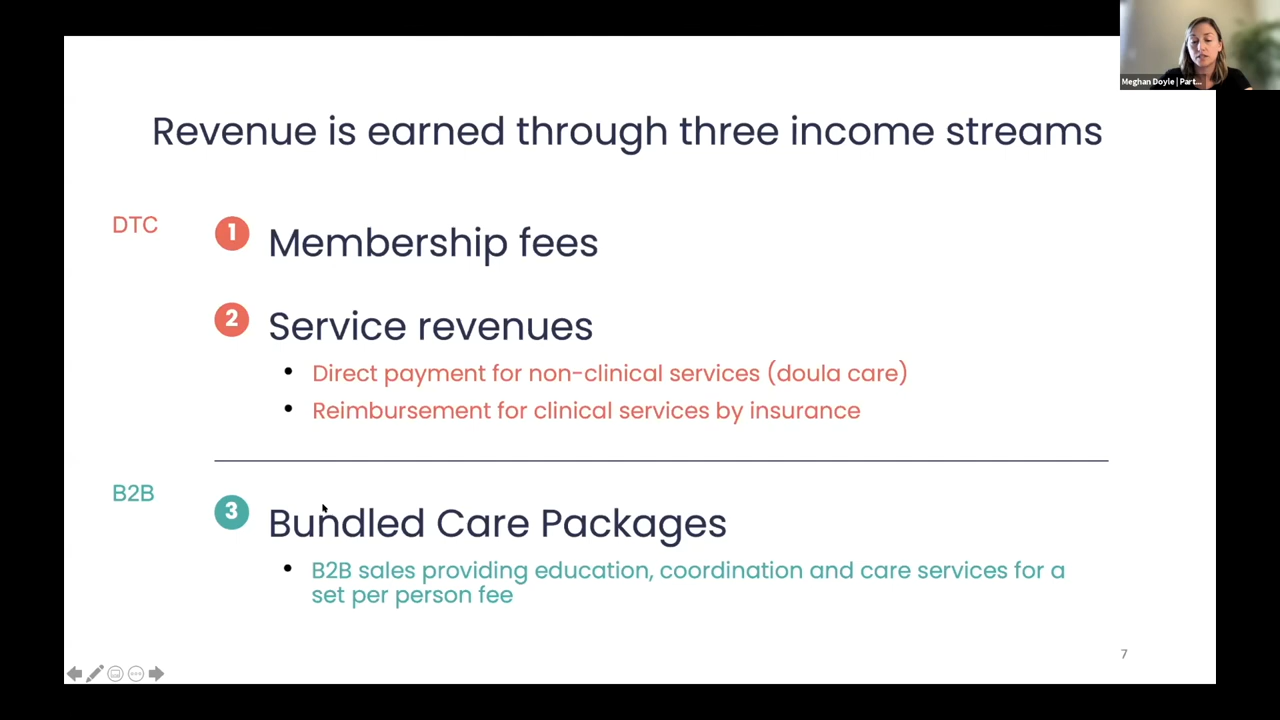 Meghan Doyle | Part...
Revenue is earned through three income streams
DTC
1 Membership fees
2 Service revenues
• Direct payment for non-clinical services (doula care)
• Reimbursement for clinical services by insurance
B2B
3 Bundled Care Packages
• B2B sales providing education, coordination and care services for a
set per person fee
7